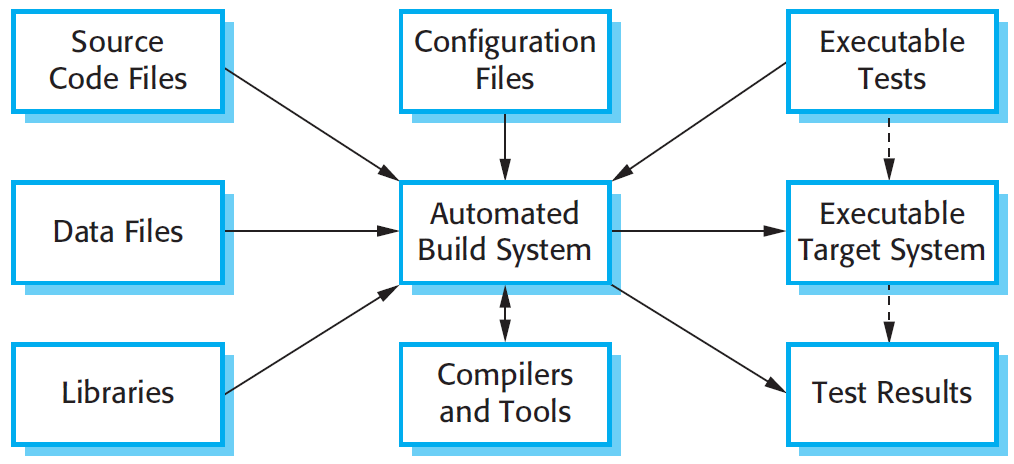 Source
Code Files
Configuration
Files
Executable
Tests
Data Files
Automated
Build System
Executable
Target System
Libraries
Compilers
and Tools
Test Results